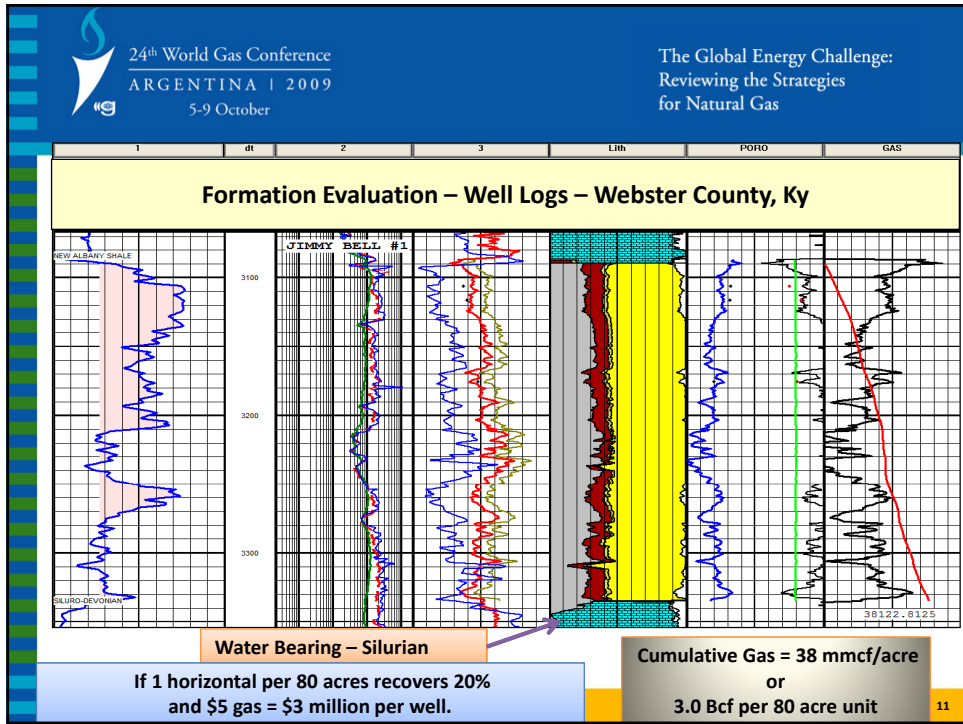 24th World Gas Conference
ARGENTINA | 2009
5-9 October
The Global Energy Challenge:
Reviewing the Strategies
for Natural Gas
1 dt 2 3 Lith PORO GAS
Formation Evaluation – Well Logs – Webster County, Ky
JIMMY BELL #1
NEW ALBANY SHALE
3100
3200
3300
SILURO-DEVONIAN
38122.8125
Water Bearing – Silurian
If 1 horizontal per 80 acres recovers 20%
and $5 gas = $3 million per well.
Cumulative Gas = 38 mmcf/acre
or
3.0 Bcf per 80 acre unit
11